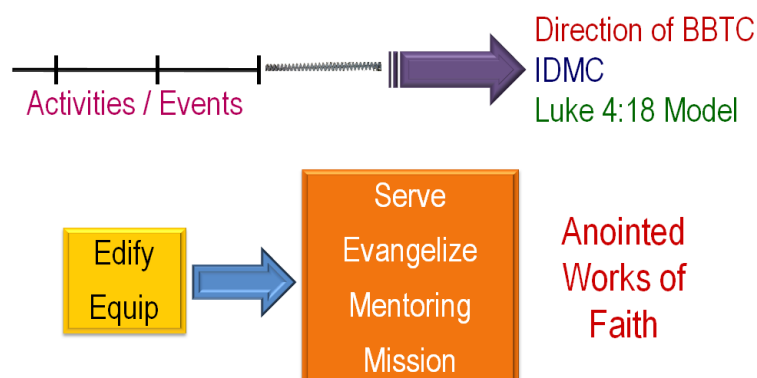 Direction of BBTC
IDMC
Luke 4:18 Model
Activities / Events
Edify
Equip
Serve
Evangelize
Mentoring
Mission
Anointed
Works of
Faith